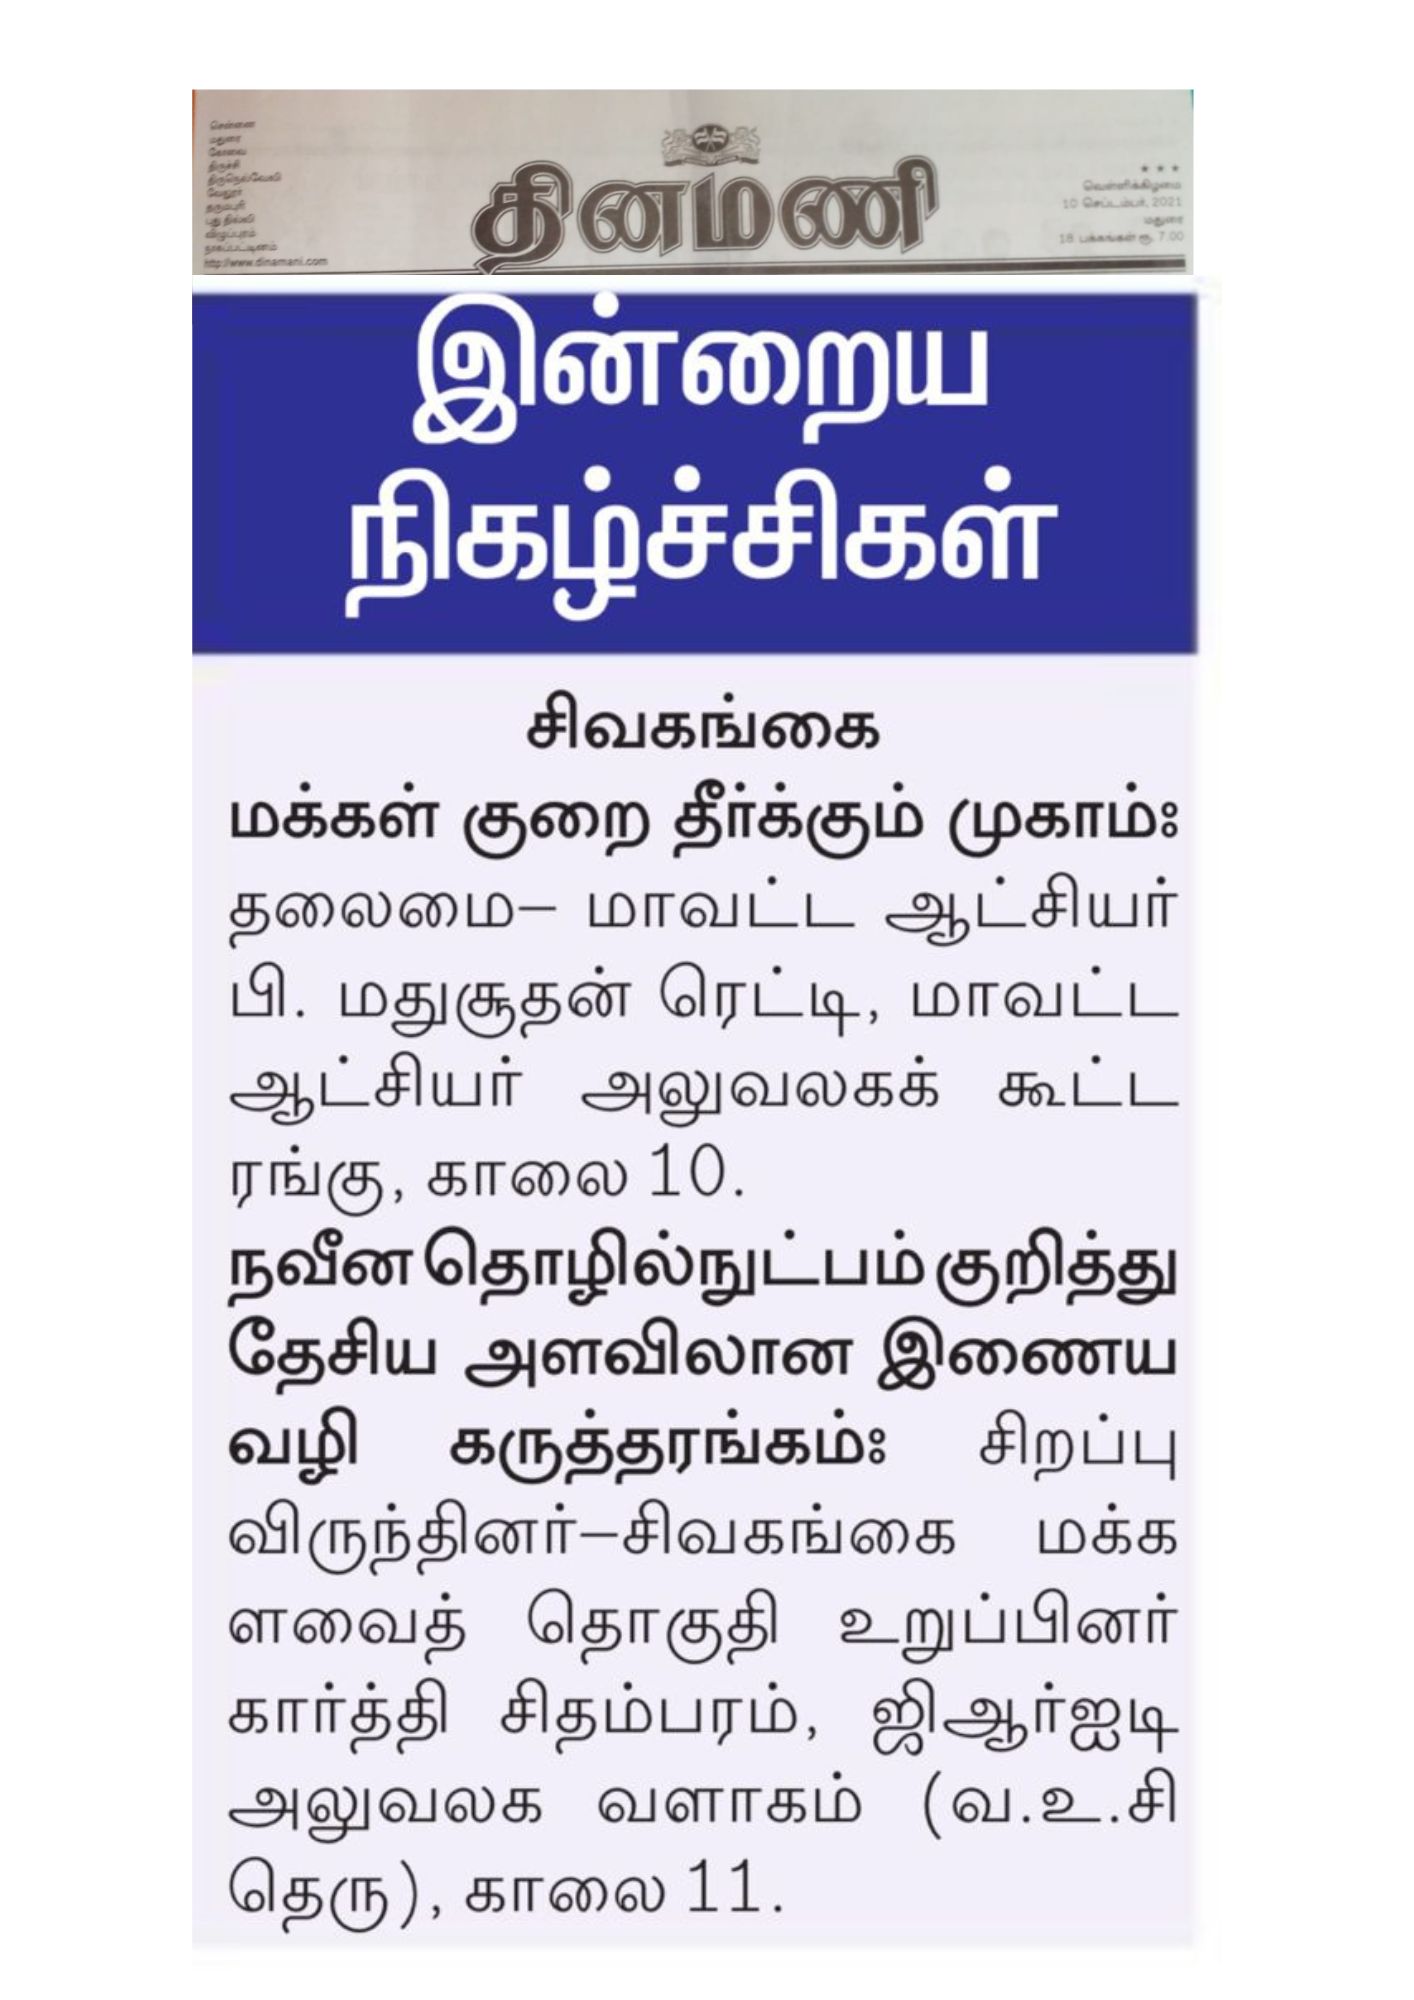 சென்னை
மதுரை
கோவை
திருச்சி
திருநெல்வேலி
வேலூர்
தருமபுரி
புது தில்லி
விழுப்புரம்
நாகப்பட்டினம்
http://www.dinamani.com
தினமணி
★ ★ ★
வெள்ளிக்கிழமை
10 செப்டம்பர், 2021
மதுரை
18 பக்கங்கள் ரூ. 7.00
இன்றைய
நிகழ்ச்சிகள்
சிவகங்கை
மக்கள் குறை தீர்க்கும் முகாம்:
தலைமை– மாவட்ட ஆட்சியர்
பி. மதுசூதன் ரெட்டி, மாவட்ட
ஆட்சியர் அலுவலகக் கூட்ட
ரங்கு, காலை 10.
நவீன தொழில்நுட்பம் குறித்து
தேசிய அளவிலான இணைய
வழி கருத்தரங்கம்: சிறப்பு
விருந்தினர்–சிவகங்கை மக்க
ளவைத் தொகுதி உறுப்பினர்
கார்த்தி சிதம்பரம், ஜிஆர்ஐடி
அலுவலக வளாகம் (வ.உ.சி
தெரு), காலை 11.